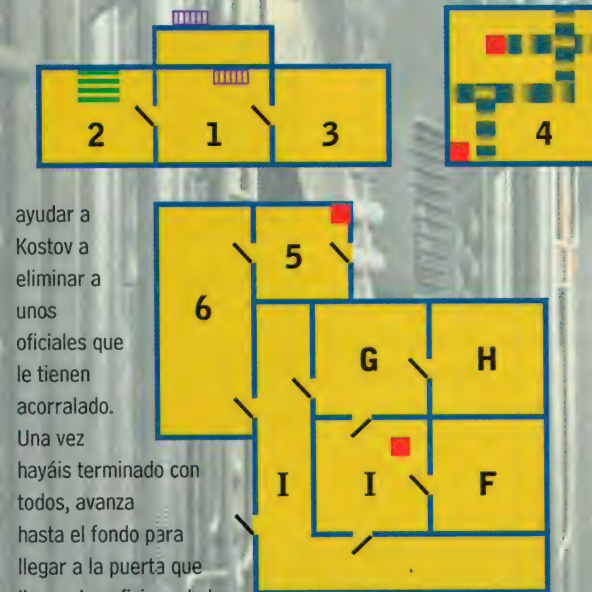 2
1
3
4
ayudar a
Kostov a
eliminar a
unos
oficiales que
le tienen
acorralado.
Una vez
hayáis terminado con
todos, avanza
hasta el fondo para
llegar a la puerta que
5
6
G
H
I
I
F